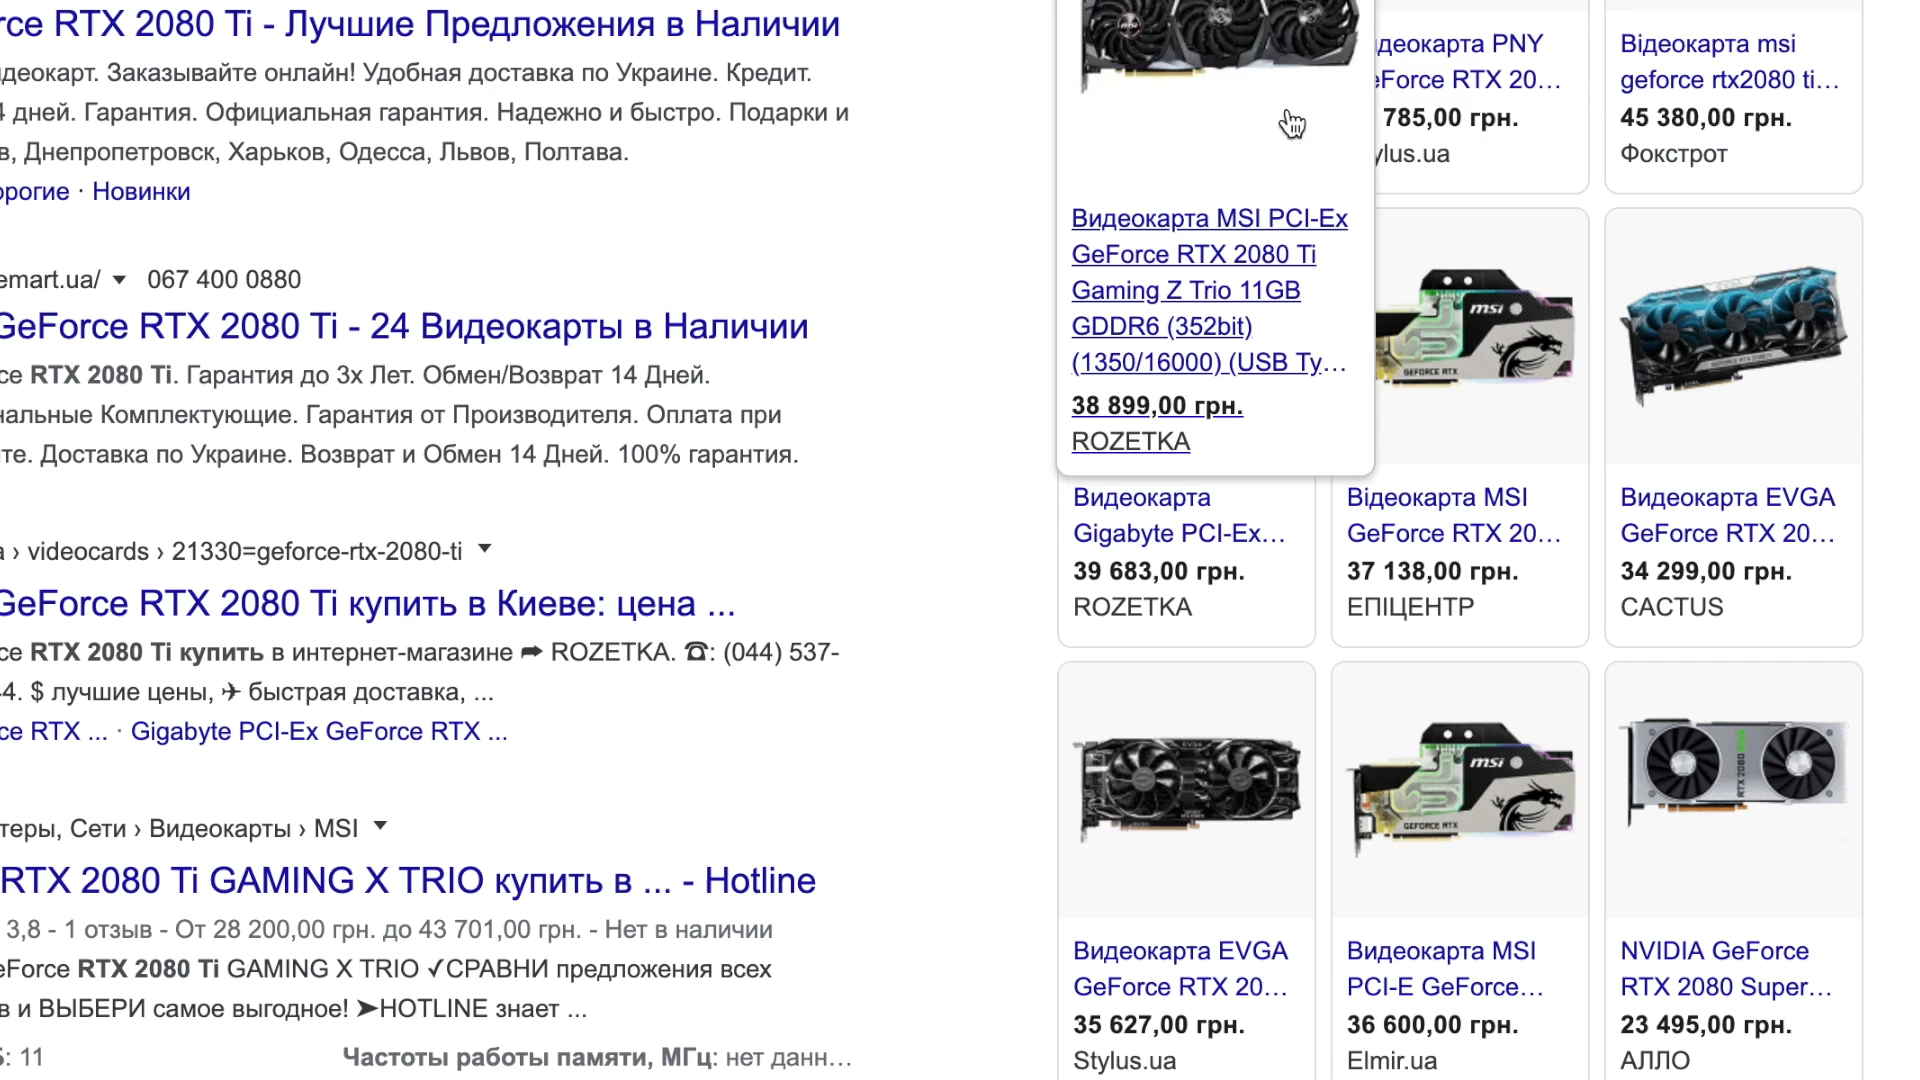 rce RTX 2080 Ti - Лучшие Предложения в Наличии
деокарт. Заказывайте онлайн! Удобная доставка по Украине. Кредит.
4 дней. Гарантия. Официальная гарантия. Надежно и быстро. Подарки и
в, Днепропетровск, Харьков, Одесса, Львов, Полтава.
орогие · Новинки
emart.ua/ 067 400 0880
GeForce RTX 2080 Ti - 24 Видеокарты в Наличии
ce RTX 2080 Ti. Гарантия до 3х Лет. Обмен/Возврат 14 Дней.
нальные Комплектующие. Гарантия от Производителя. Оплата при
те. Доставка по Украине. Возврат и Обмен 14 Дней. 100% гарантия.
a › videocards › 21330=geforce-rtx-2080-ti
GeForce RTX 2080 Ti купить в Киеве: цена ...
ce RTX 2080 Ti купить в интернет-магазине ➦ ROZETKA. ☎: (044) 537-
4. $ лучшие цены, ✈ быстрая доставка, ...
ce RTX ... · Gigabyte PCI-Ex GeForce RTX ...
теры, Сети › Видеокарты › MSI
RTX 2080 Ti GAMING X TRIO купить в ... - Hotline
3,8 - 1 отзыв - От 28 200,00 грн. до 43 701,00 грн. - Нет в наличии
eForce RTX 2080 Ti GAMING X TRIO ✓СРАВНИ предложения всех
в и ВЫБЕРИ самое выгодное! ➤HOTLINE знает ...
Б: 11 Частоты работы памяти, МГц: нет данн...
Видеокарта MSI PCI-Ex
GeForce RTX 2080 Ti
Gaming Z Trio 11GB
GDDR6 (352bit)
(1350/16000) (USB Ty...
38 899,00 грн.
ROZETKA
деокарта PNY
eForce RTX 20...
785,00 грн.
ylus.ua
Відеокарта msi
geforce rtx2080 ti...
45 380,00 грн.
Фокстрот
Видеокарта
Gigabyte PCI-Ex...
39 683,00 грн.
ROZETKA
msi
GEFORCE RTX
Відеокарта MSI
GeForce RTX 20...
37 138,00 грн.
ЕПІЦЕНТР
Видеокарта EVGA
GeForce RTX 20...
34 299,00 грн.
CACTUS
EVGA
Видеокарта EVGA
GeForce RTX 20...
35 627,00 грн.
Stylus.ua
msi
GEFORCE RTX
Видеокарта MSI
PCI-E GeForce...
36 600,00 грн.
Elmir.ua
RTX 2080
NVIDIA GeForce
RTX 2080 Super...
23 495,00 грн.
АЛЛО